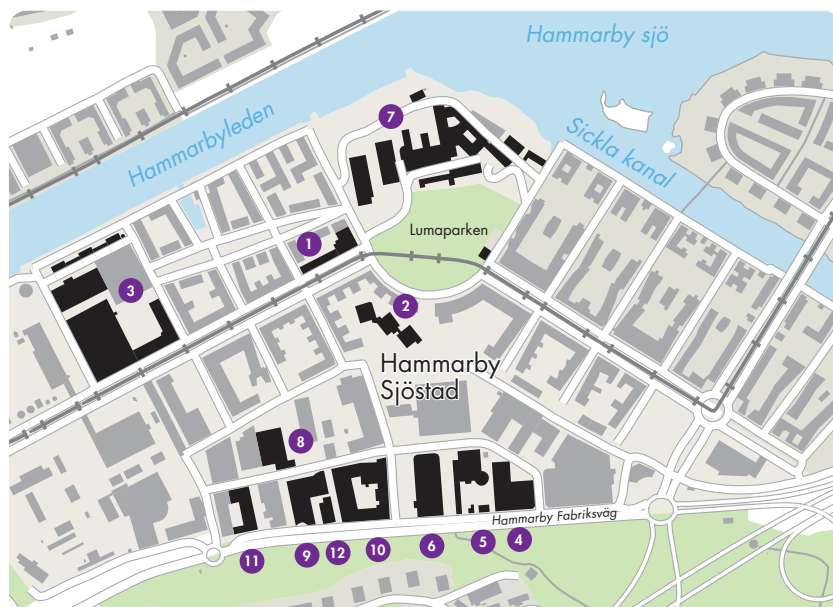 Hammarby sjö
7
Hammarbyleden
Sickla kanal
1
Lumaparken
3
2
Hammarby
Sjöstad
8
Hammarby Fabriksväg
11
9
12
10
6
5
4